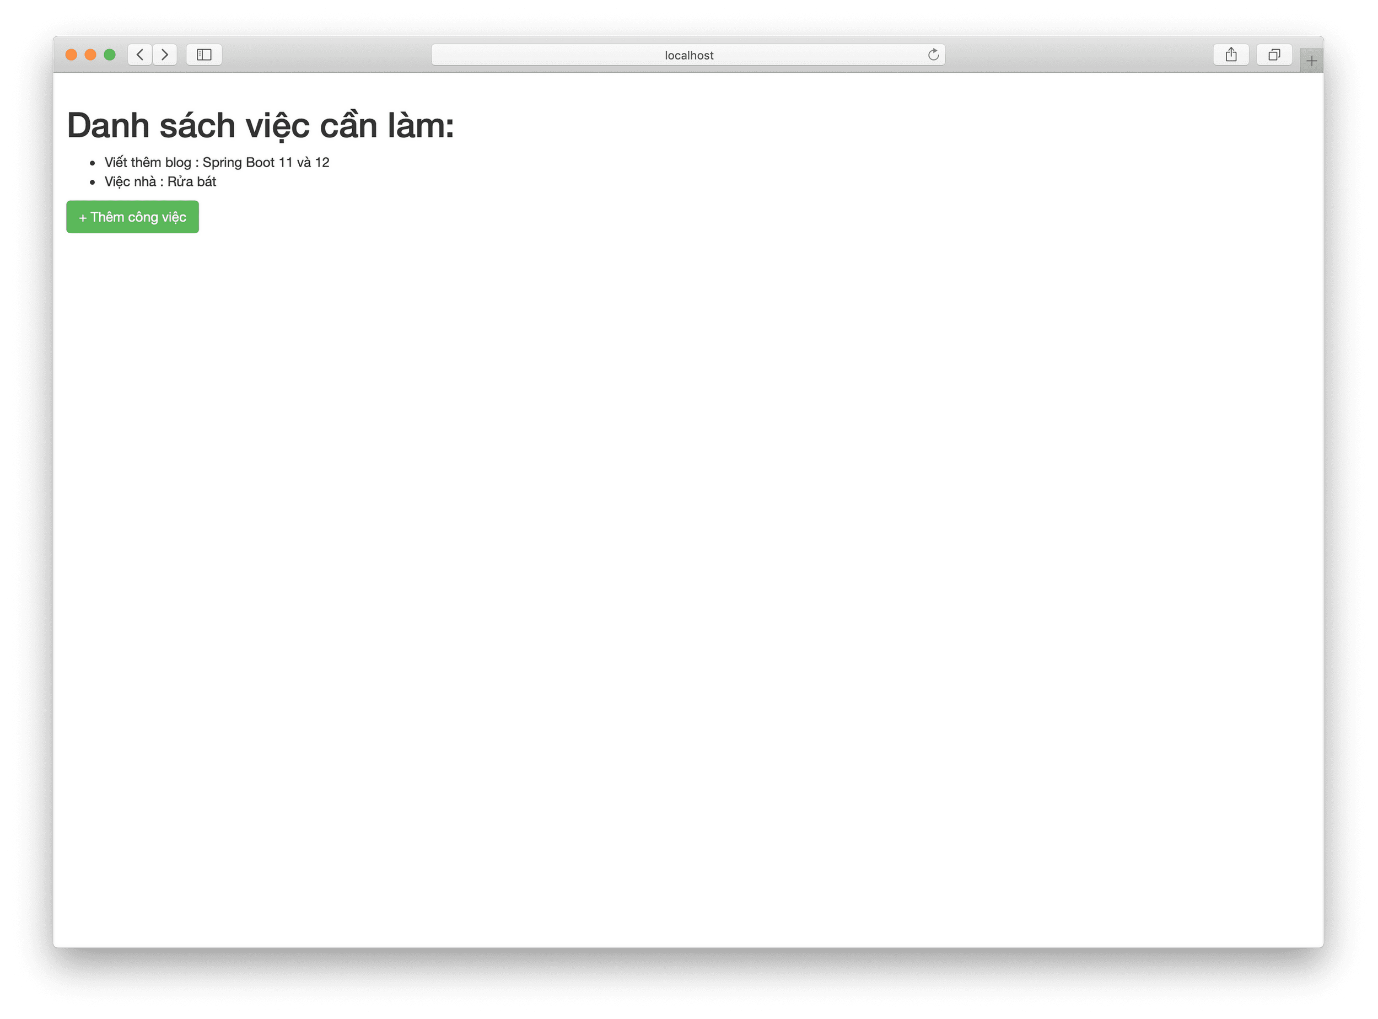 localhost
Danh sách việc cần làm:
• Viết thêm blog : Spring Boot 11 và 12
• Việc nhà : Rửa bát
+ Thêm công việc